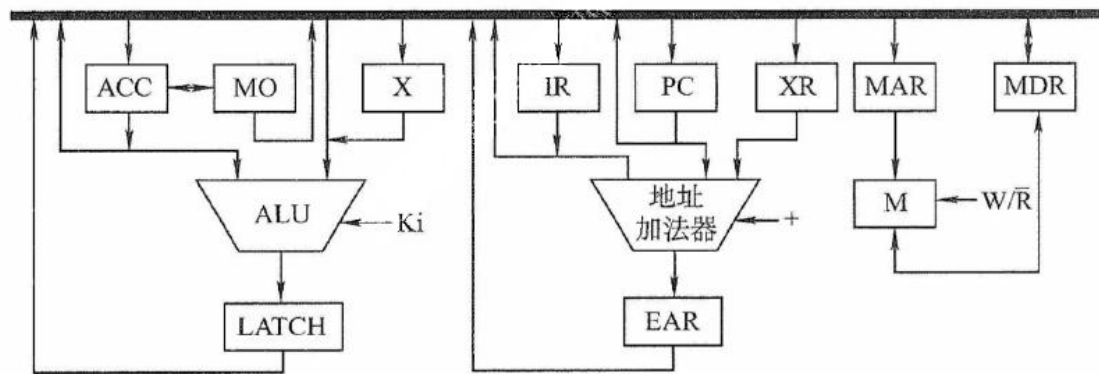 ACC MO X IR PC XR MAR MDR
ALU Ki 地址 加法器 + M W/R̅
LATCH EAR